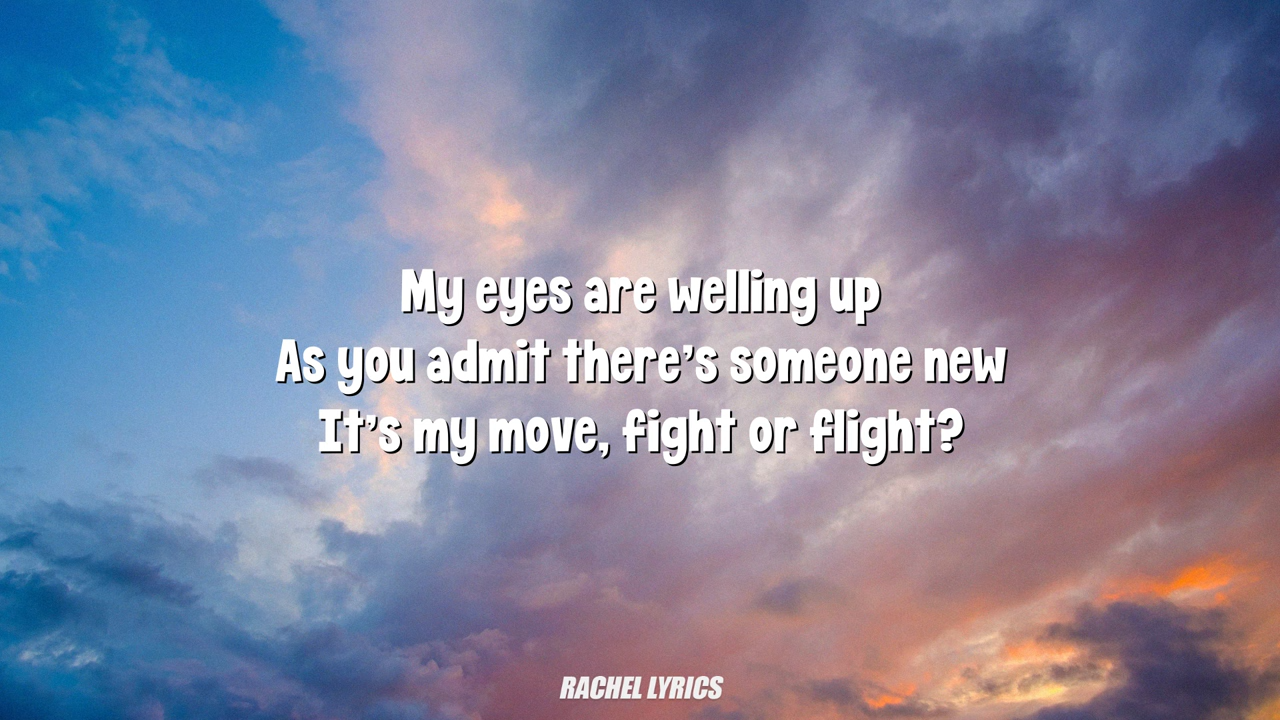 My eyes are welling up
As you admit there's someone new
It's my move, fight or flight?
RACHEL LYRICS